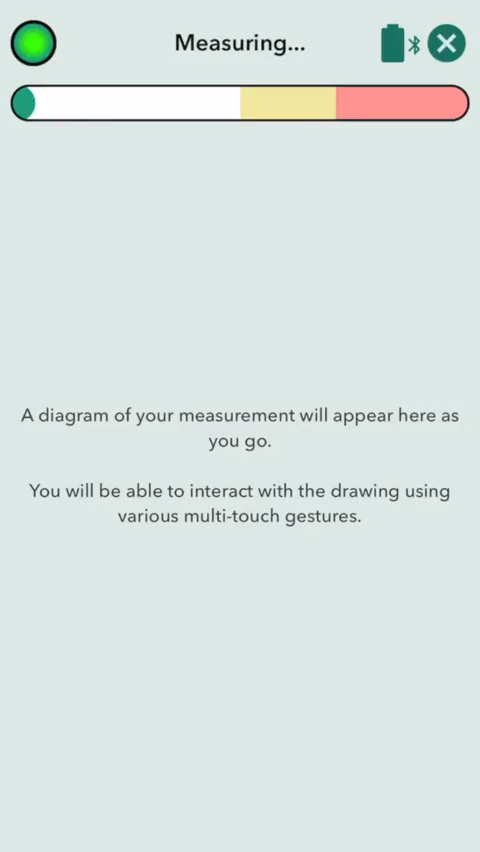 Measuring...
A diagram of your measurement will appear here as
you go.
You will be able to interact with the drawing using
various multi-touch gestures.